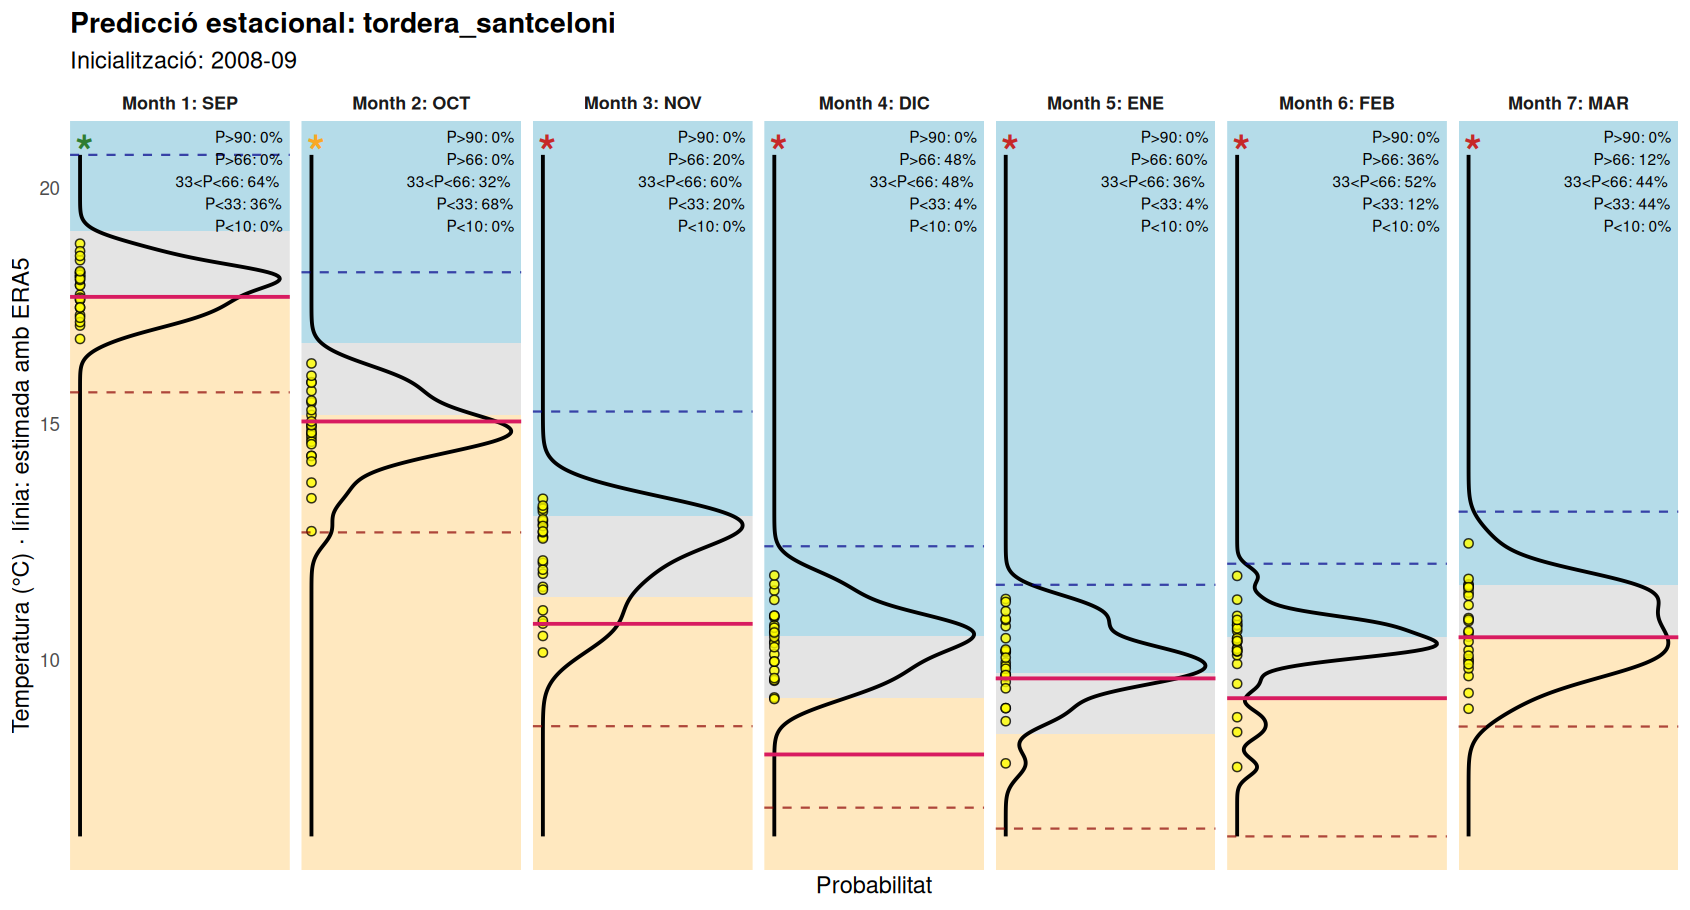 Predicció estacional: tordera_santceloni
Inicialització: 2008-09
Month 1: SEP
Month 2: OCT
Month 3: NOV
Month 4: DIC
Month 5: ENE
Month 6: FEB
Month 7: MAR
*
P>90: 0%
P>66: 0%
33<P<66: 64%
P<33: 36%
P<10: 0%
*
P>90: 0%
P>66: 0%
33<P<66: 32%
P<33: 68%
P<10: 0%
*
P>90: 0%
P>66: 20%
33<P<66: 60%
P<33: 20%
P<10: 0%
*
P>90: 0%
P>66: 48%
33<P<66: 48%
P<33: 4%
P<10: 0%
*
P>90: 0%
P>66: 60%
33<P<66: 36%
P<33: 4%
P<10: 0%
*
P>90: 0%
P>66: 36%
33<P<66: 52%
P<33: 12%
P<10: 0%
*
P>90: 0%
P>66: 12%
33<P<66: 44%
P<33: 44%
P<10: 0%
20
15
10
Temperatura (°C) · línia: estimada amb ERA5
Probabilitat